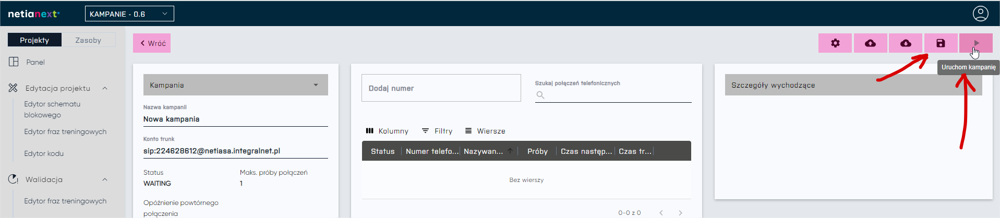 netianext
KAMPANIE - 0.6
Projekty
Zasoby
Wróć
Panel
Edytacja projektu
Edytor schematu
blokowego
Edytor fraz treningowych
Edytor kodu
Walidacja
Edytor fraz treningowych
Kampania
Nazwa kampanii
Nowa kampania
Konto trunk
sip:224628612@netiasa.integralnet.pl
Status
WAITING
Maks. próby połączeń
1
Opóźnienie powtórnego
połączenia
Dodaj numer
Szukaj połączeń telefonicznych
Kolumny
Filtry
Wiersze
Status
Numer telefo...
Nazywan...
Próby
Czas następ...
Czas tr...
Bez wierszy
0-0 z 0
Uruchom kampanię
Szczegóły wychodzące